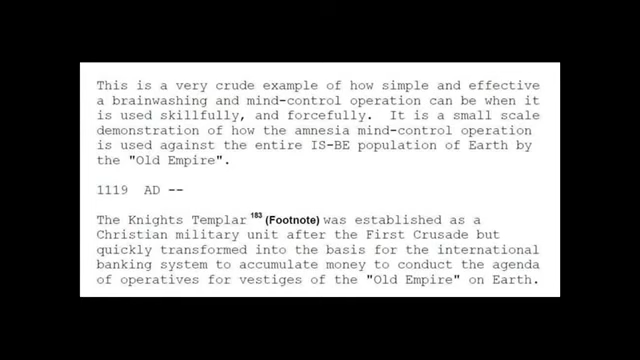 This is a very crude example of how simple and effective
a brainwashing and mind-control operation can be when it
is used skillfully, and forcefully.  It is a small scale
demonstration of how the amnesia mind-control operation
is used against the entire IS-BE population of Earth by
the "Old Empire".
1119  AD --
The Knights Templar 183 (Footnote) was established as a
Christian military unit after the First Crusade but
quickly transformed into the basis for the international
banking system to accumulate money to conduct the agenda
of operatives for vestiges of the "Old Empire" on Earth.